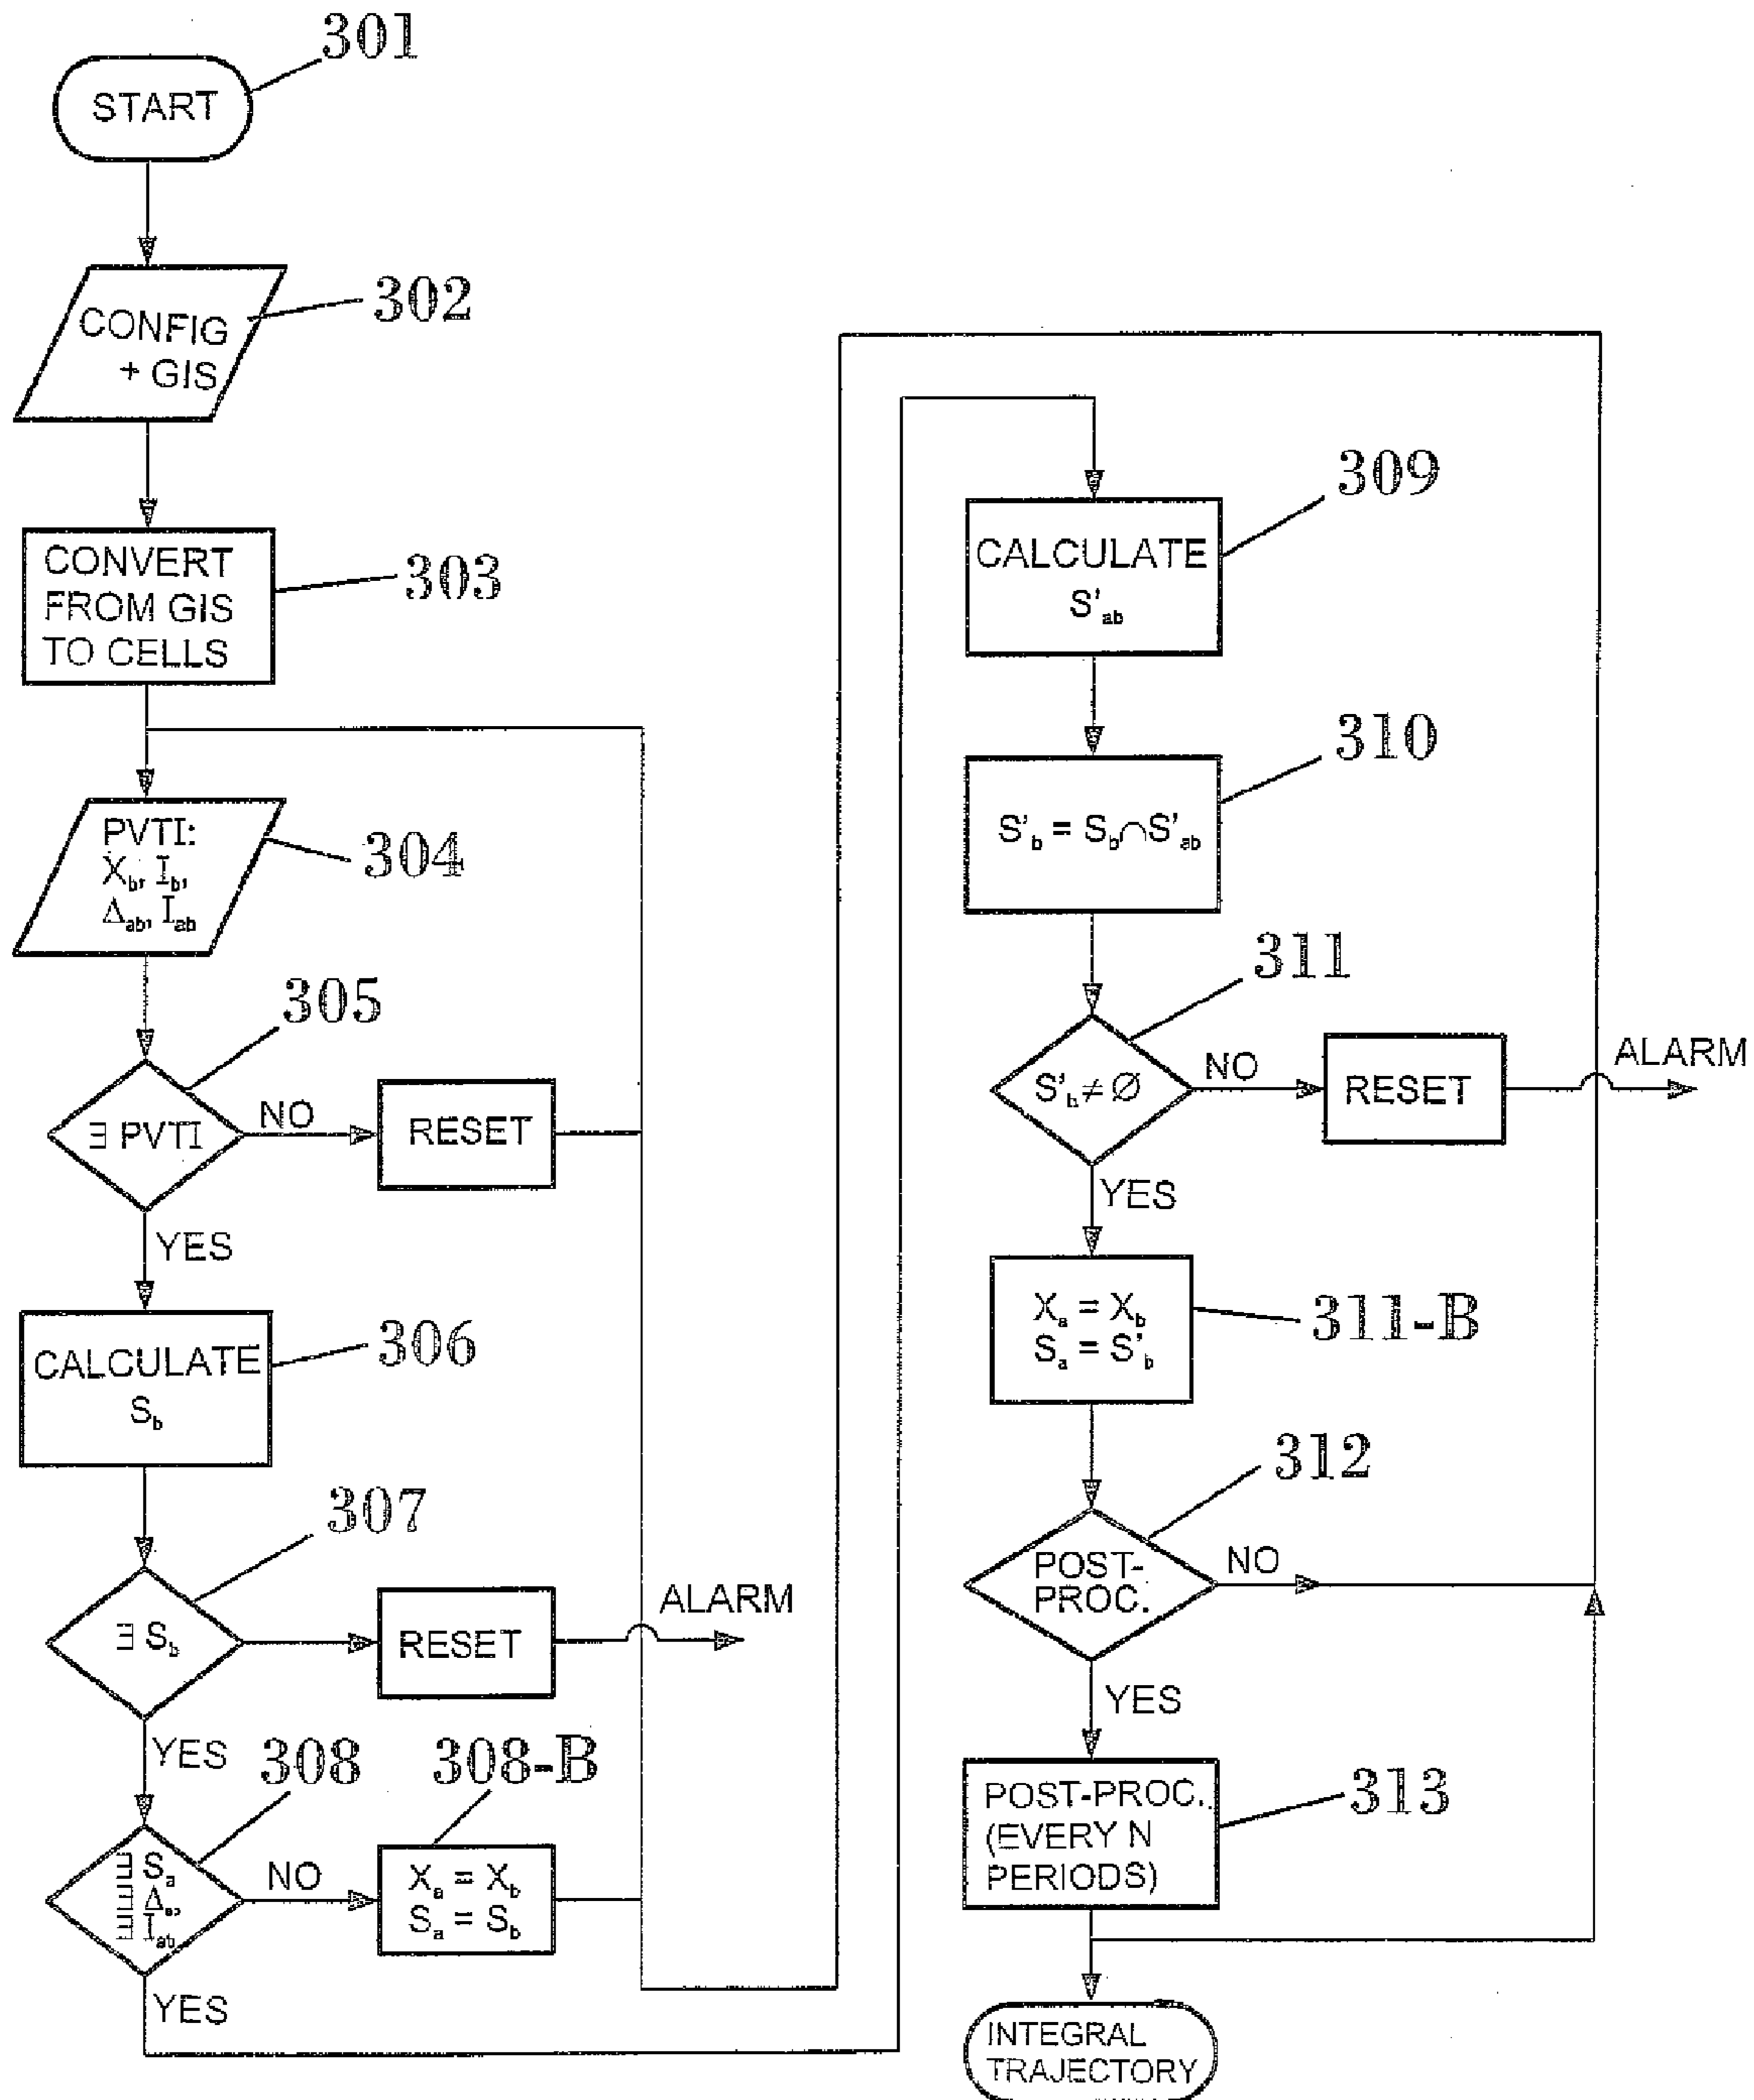 301
START
302
CONFIG
+ GIS
303
CONVERT
FROM GIS
TO CELLS
304
PVTI:
X_b, I_b,
Δ_ab, I_ab
305
∃ PVTI
NO
RESET
YES
306
CALCULATE
S_b
307
∃ S_b
RESET
ALARM
YES
308
∃ S_a
∃ Δ_a,
∃ I_ab
NO
308-B
X_a = X_b
S_a = S_b
YES
309
CALCULATE
S'_ab
310
S'_b = S_b∩S'_ab
311
S'_b ≠ ∅
NO
RESET
ALARM
YES
311-B
X_a = X_b
S_a = S'_b
312
POST-
PROC.
NO
YES
313
POST-PROC.
(EVERY N
PERIODS)
INTEGRAL
TRAJECTORY